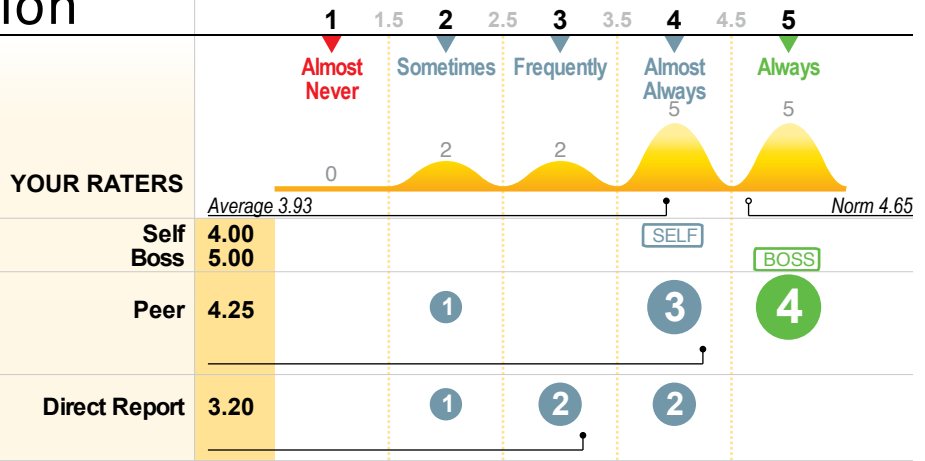 ion
1 1.5 2 2.5 3 3.5 4 4.5 5
Almost Never Sometimes Frequently Almost Always Always
0 2 2 5 5
YOUR RATERS
Average 3.93 Norm 4.65
Self 4.00 SELF
Boss 5.00 BOSS
Peer 4.25 1 3 4
Direct Report 3.20 1 2 2